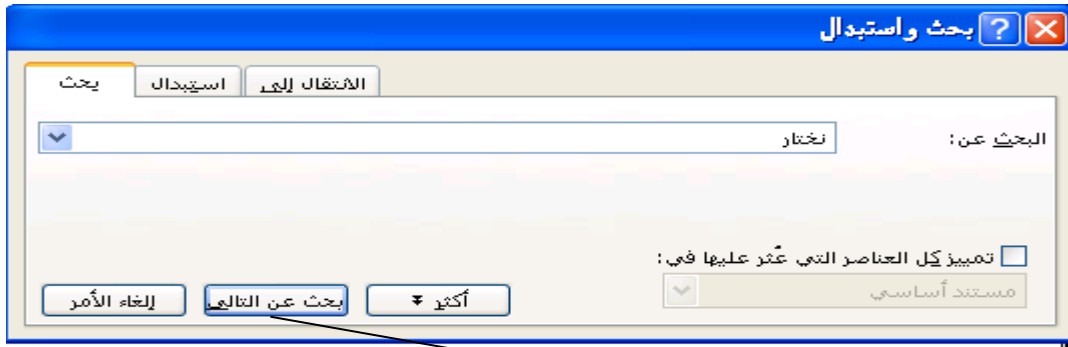 بحث واستبدال
بحث استبدال الانتقال إلى
البحث عن: نختار
تمييز كل العناصر التي عُثر عليها في:
مستند أساسي
أكثر بحث عن التالي إلغاء الأمر